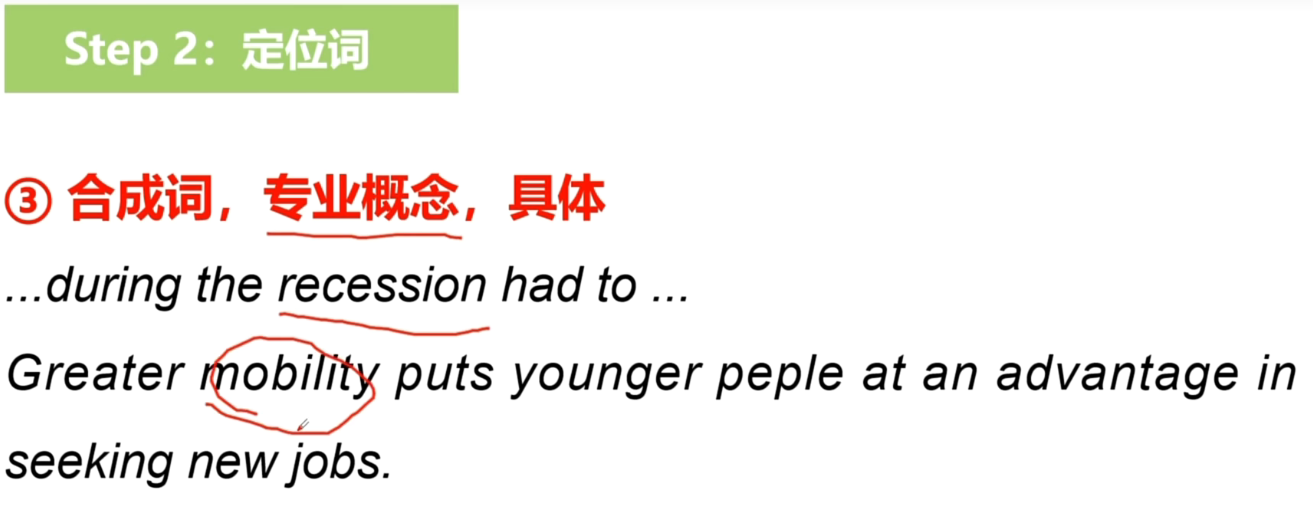 Step 2：定位词
③ 合成词，专业概念，具体
...during the recession had to ...
Greater mobility puts younger peple at an advantage in
seeking new jobs.